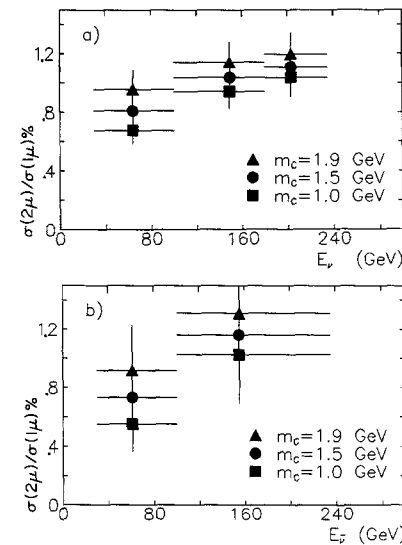 a)
1,2
,8
,4
0
σ(2μ)/σ(1μ)%
▲ m_c=1.9 GeV
● m_c=1.5 GeV
■ m_c=1.0 GeV
0 80 160 240
E_ν (GeV)
b)
1,2
,8
,4
0
σ(2μ)/σ(1μ)%
▲ m_c=1.9 GeV
● m_c=1.5 GeV
■ m_c=1.0 GeV
0 80 160 240
E_ν̄ (GeV)